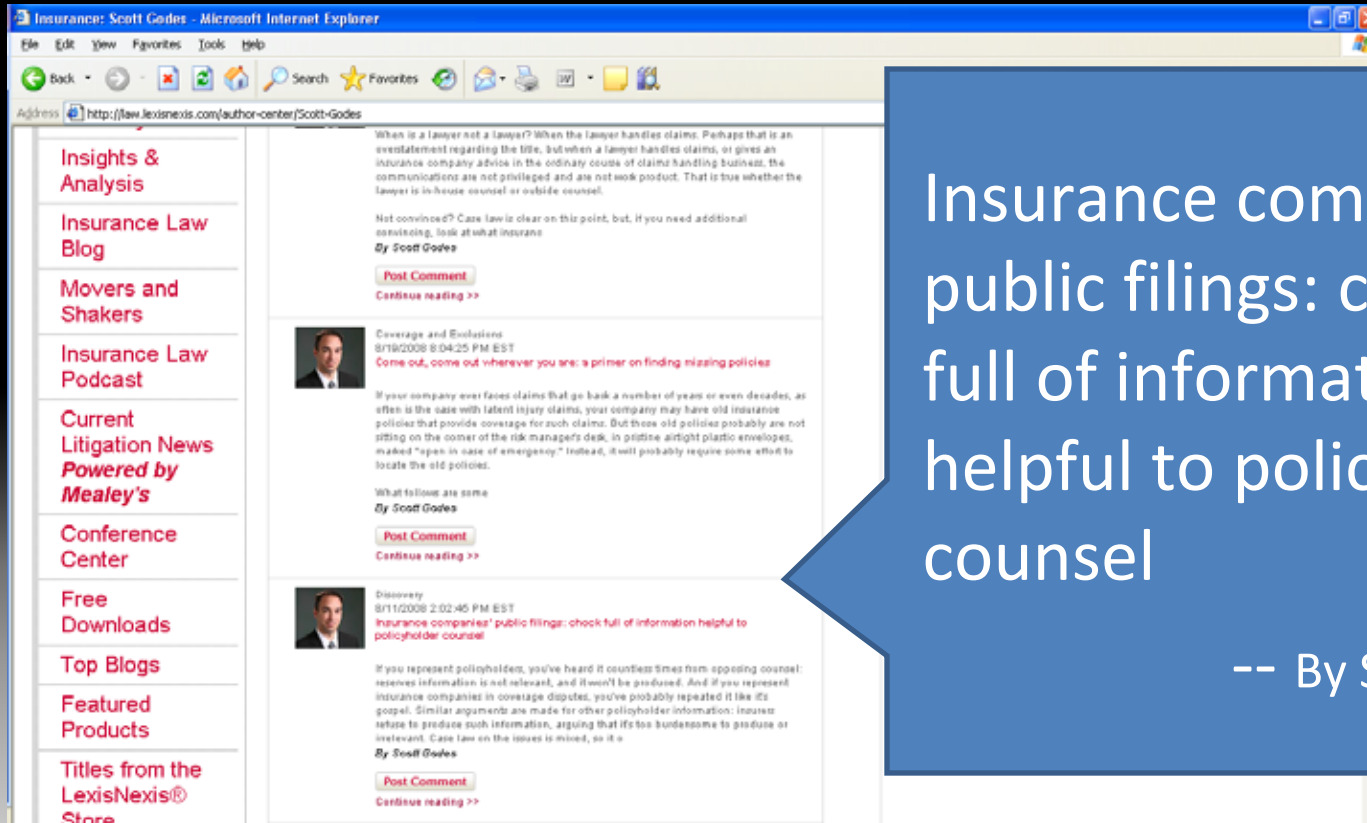 Insurance: Scott Godes - Microsoft Internet Explorer
File Edit View Favorites Tools Help
Back Search Favorites
Address http://law.lexisnexis.com/author-center/Scott-Godes
Insights &
Analysis
Insurance Law
Blog
Movers and
Shakers
Insurance Law
Podcast
Current
Litigation News
Powered by
Mealey's
Conference
Center
Free
Downloads
Top Blogs
Featured
Products
Titles from the
LexisNexis®
Store
When is a lawyer not a lawyer? When the lawyer handles claims. Perhaps that is an
overstatement regarding the title, but when a lawyer handles claims, or gives an
insurance company advice in the ordinary course of claims handling business, the
communications are not privileged and are not work product. That is true whether the
lawyer is in-house counsel or outside counsel.
Not convinced? Case law is clear on this point, but, if you need additional
convincing, look at what insuranc
By Scott Godes
Post Comment
Continue reading >>
Coverage and Exclusions
8/19/2008 8:04:25 PM EST
Come out, come out wherever you are: a primer on finding missing policies
If your company ever faces claims that go back a number of years or even decades, as
often is the case with latent injury claims, your company may have old insurance
policies that provide coverage for such claims. But those old policies probably are not
sitting on the corner of the risk manager's desk, in pristine airtight plastic envelopes,
marked "open in case of emergency." Instead, it will probably require some effort to
locate the old policies.
What follows are some
By Scott Godes
Post Comment
Continue reading >>
Discovery
8/11/2008 2:02:45 PM EST
Insurance companies' public filings: chock full of information helpful to
policyholder counsel
If you represent policyholders, you've heard it countless times from opposing counsel:
reserves information is not relevant, and it won't be produced. And if you represent
insurance companies in coverage disputes, you've probably repeated it like it's
gospel. Similar arguments are made for other policyholder information: insurers
refuse to produce such information, arguing that it's too burdensome to produce or
irrelevant. Case law on the issues is mixed, so it o
By Scott Godes
Post Comment
Continue reading >>
Insurance com
public filings: c
full of informat
helpful to polic
counsel
-- By S